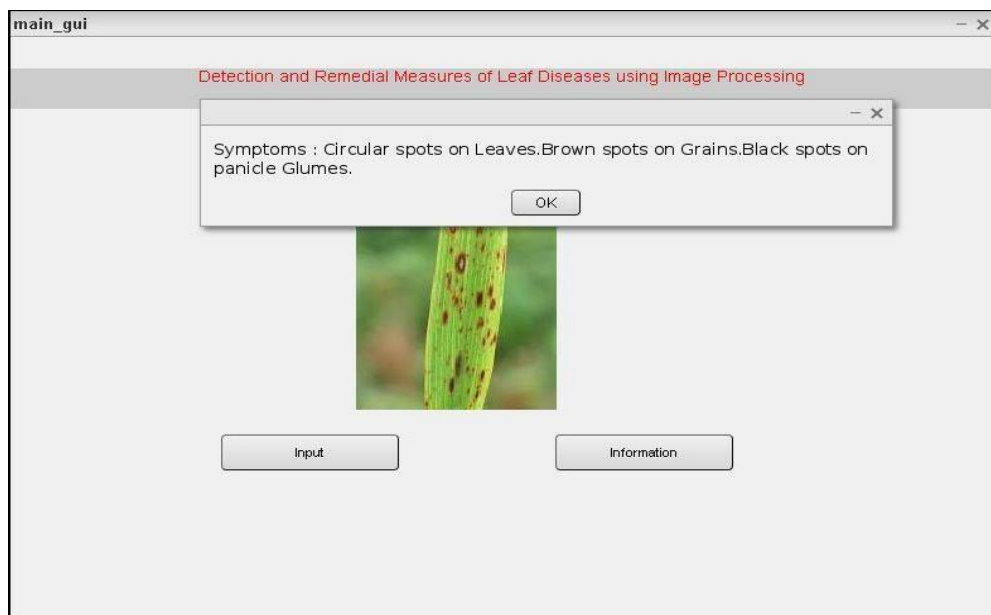 main_gui
Detection and Remedial Measures of Leaf Diseases using Image Processing
Symptoms : Circular spots on Leaves.Brown spots on Grains.Black spots on
panicle Glumes.
OK
Input
Information